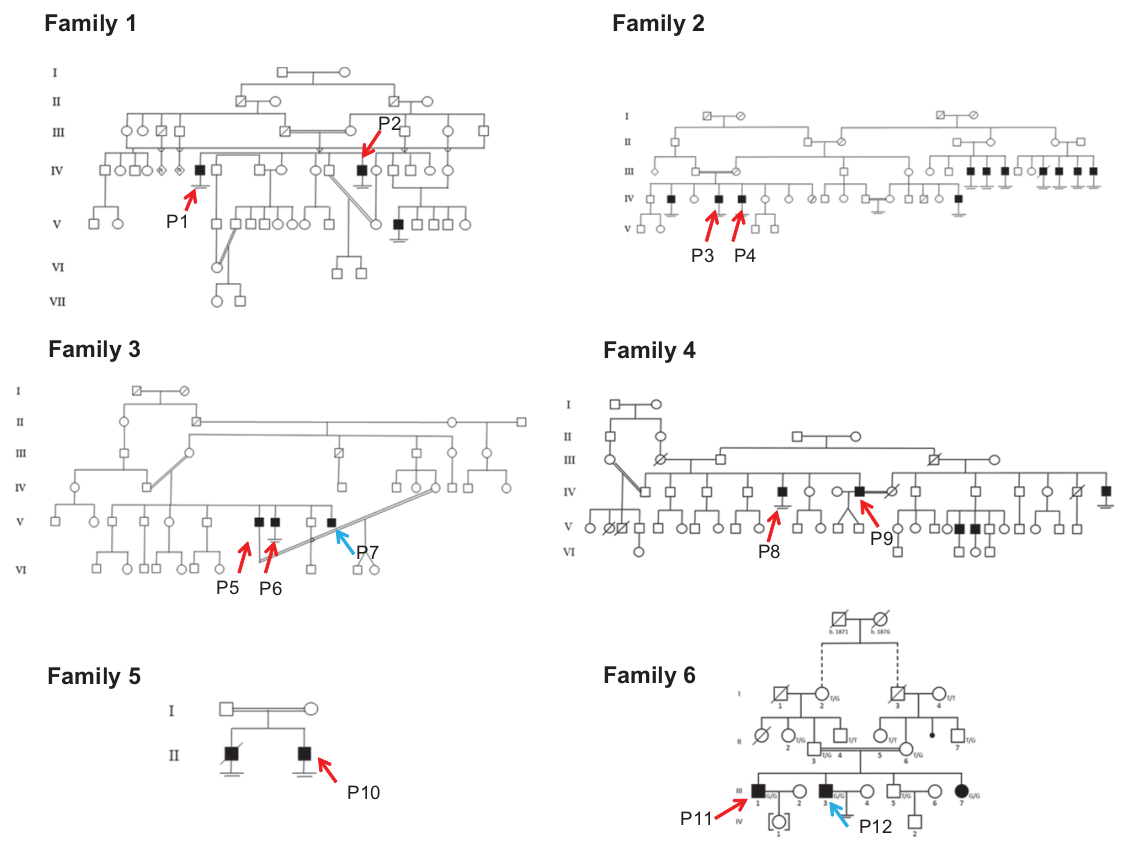 Family 1
I
II
III
IV
V
VI
VII
P2
P1
Family 2
I
II
III
IV
V
P3 P4
Family 3
I
II
III
IV
V
VI
P7
P5 P6
Family 4
I
II
III
IV
V
VI
P8 P9
Family 5
I
II
P10
Family 6
b. 1871 b. 1876
I
1 2 T/G 3 4 T/T
II
2 T/G 3 T/G 4 T/T 5 T/T 6 T/G 7 T/G
III
1 G/G 2 3 G/G 4 5 T/G 6 7 G/G
P11 P12
IV
1 2